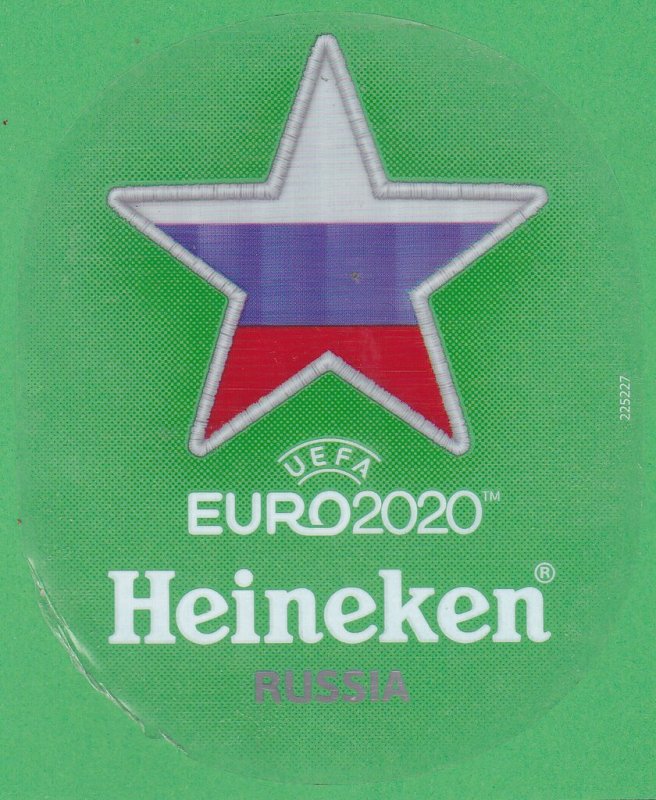 UEFA
EURO2020™
Heineken®
RUSSIA
225227